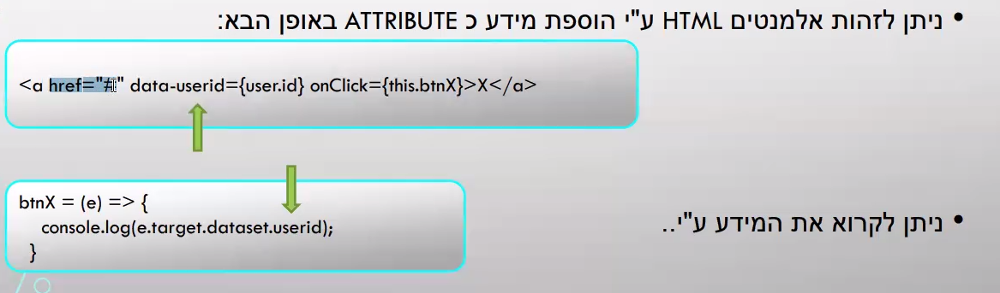 • ניתן לזהות אלמנטים HTML ע"י הוספת מידע כ ATTRIBUTE באופן הבא:
<a href="#" data-userid={user.id} onClick={this.btnX}>X</a>
btnX = (e) => {
console.log(e.target.dataset.userid);
}
• ניתן לקרוא את המידע ע"י..